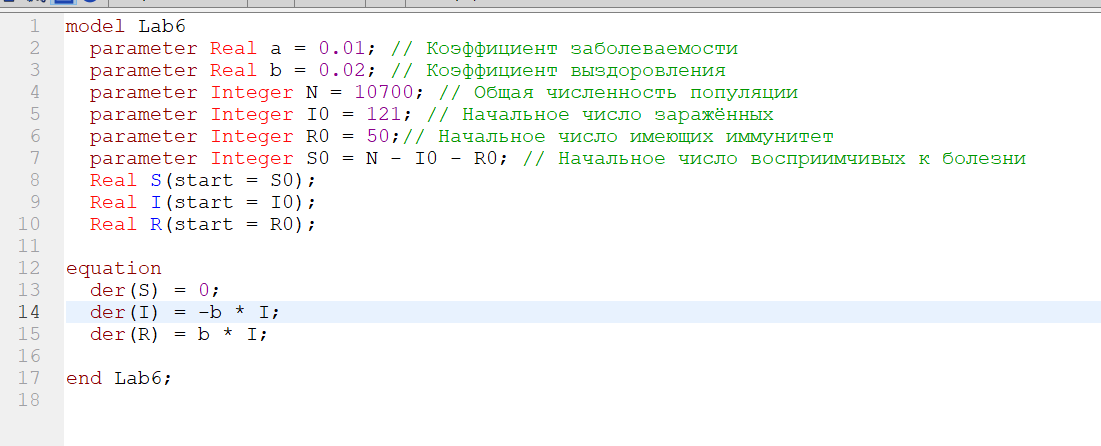 1 model Lab6
2 parameter Real a = 0.01; // Коэффициент заболеваемости
3 parameter Real b = 0.02; // Коэффициент выздоровления
4 parameter Integer N = 10700; // Общая численность популяции
5 parameter Integer I0 = 121; // Начальное число заражённых
6 parameter Integer R0 = 50;// Начальное число имеющих иммунитет
7 parameter Integer S0 = N - I0 - R0; // Начальное число восприимчивых к болезни
8 Real S(start = S0);
9 Real I(start = I0);
10 Real R(start = R0);
11
12 equation
13 der(S) = 0;
14 der(I) = -b * I;
15 der(R) = b * I;
16
17 end Lab6;
18